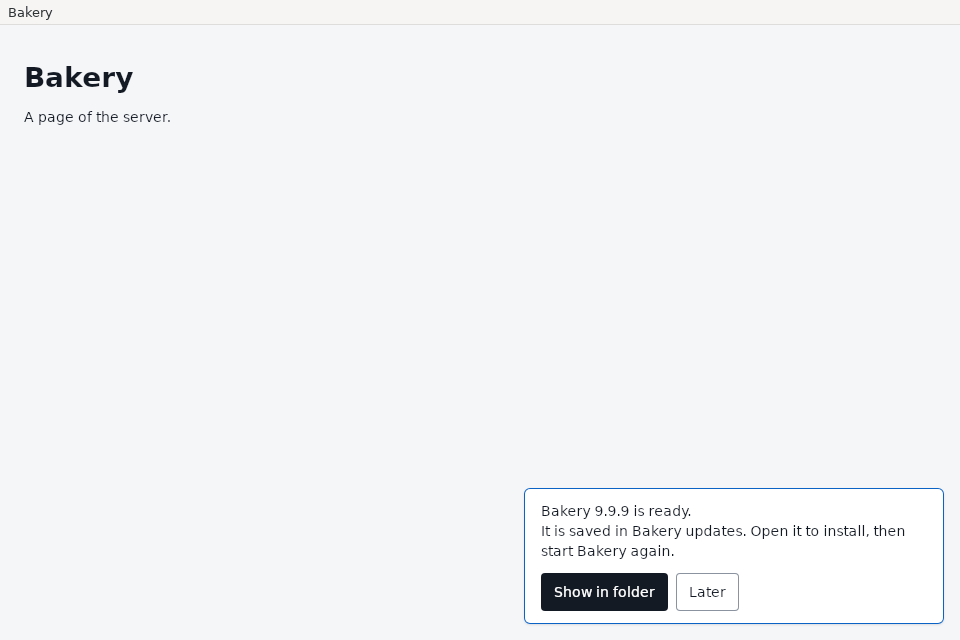 Bakery
Bakery
A page of the server.
Bakery 9.9.9 is ready.
It is saved in Bakery updates. Open it to install, then
start Bakery again.
Show in folder
Later